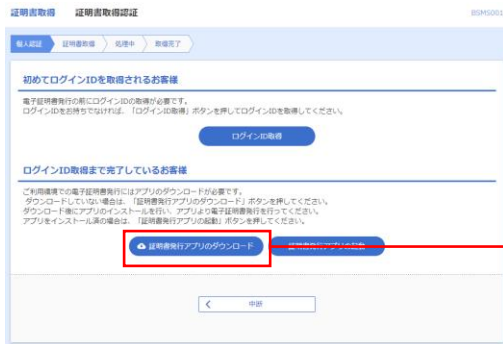 証明書取得 証明書取得認証
BSMS001
個人認証 証明書取得 処理中 取得完了
初めてログインIDを取得されるお客様
電子証明書発行の前にログインIDの取得が必要です。
ログインIDをお持ちでなければ、「ログインID取得」ボタンを押してログインIDを取得してください。
ログインID取得
ログインID取得まで完了しているお客様
ご利用環境での電子証明書発行にはアプリのダウンロードが必要です。
ダウンロードしていない場合は、「証明書発行アプリのダウンロード」ボタンを押してください。
ダウンロード後にアプリのインストールを行い、アプリより電子証明書発行を行ってください。
アプリをインストール済の場合は、「証明書発行アプリの起動」ボタンを押してください。
証明書発行アプリのダウンロード
証明書発行アプリの起動
中断